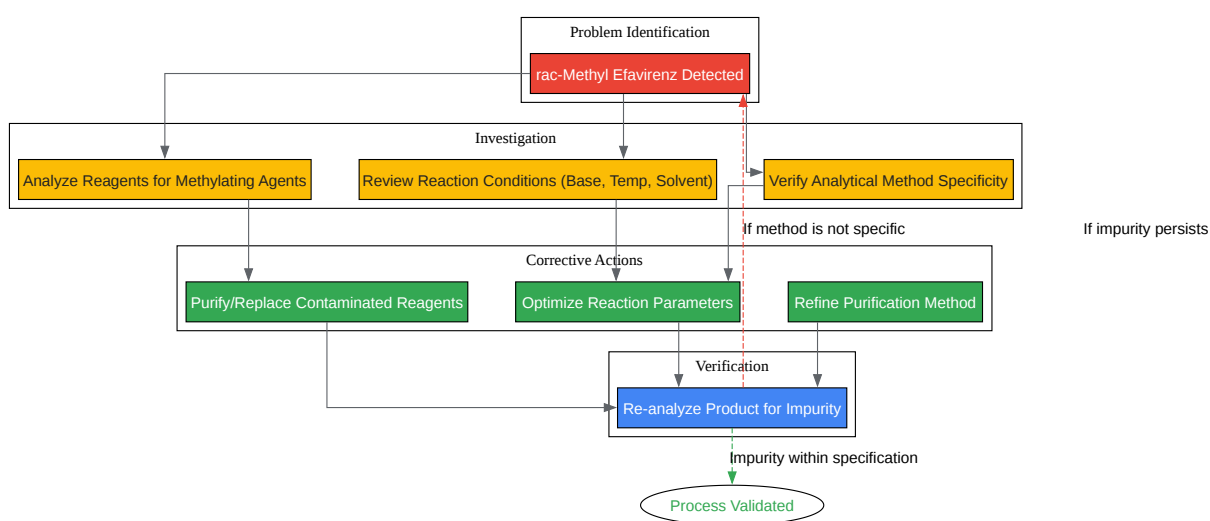 Problem Identification
rac-Methyl Efavirenz Detected
Investigation
Analyze Reagents for Methylating Agents
Review Reaction Conditions (Base, Temp, Solvent)
Verify Analytical Method Specificity
If method is not specific
If impurity persists
Corrective Actions
Purify/Replace Contaminated Reagents
Optimize Reaction Parameters
Refine Purification Method
Verification
Re-analyze Product for Impurity
Impurity within specification
Process Validated